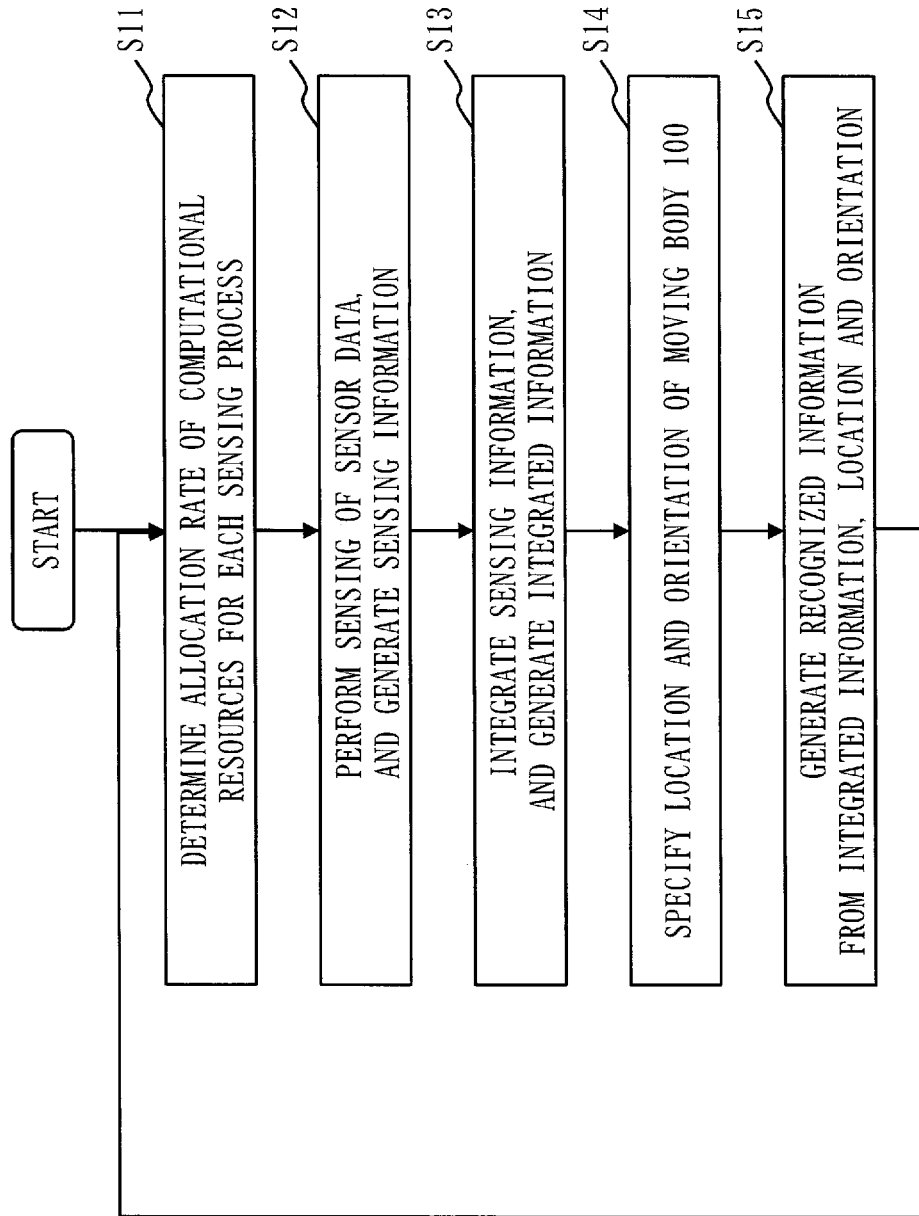 START
S11
DETERMINE ALLOCATION RATE OF COMPUTATIONAL
RESOURCES FOR EACH SENSING PROCESS
S12
PERFORM SENSING OF SENSOR DATA,
AND GENERATE SENSING INFORMATION
S13
INTEGRATE SENSING INFORMATION,
AND GENERATE INTEGRATED INFORMATION
S14
SPECIFY LOCATION AND ORIENTATION OF MOVING BODY 100
S15
GENERATE RECOGNIZED INFORMATION
FROM INTEGRATED INFORMATION, LOCATION AND ORIENTATION